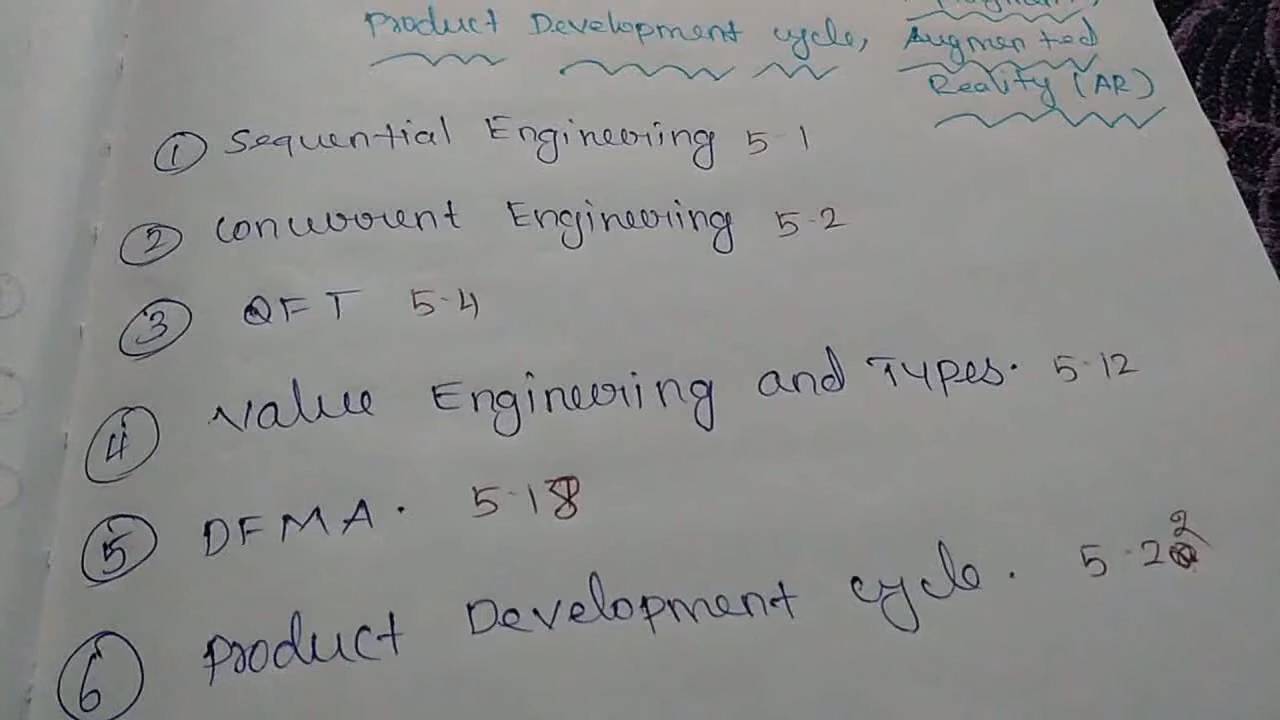 Product Development cycle, Augmented
Reality (AR)
① Sequential Engineering 5.1
② Concurrent Engineering 5.2
③ QFT 5.4
④ Value Engineering and Types. 5.12
⑤ DFMA. 5.18
⑥ Product Development cycle. 5.22